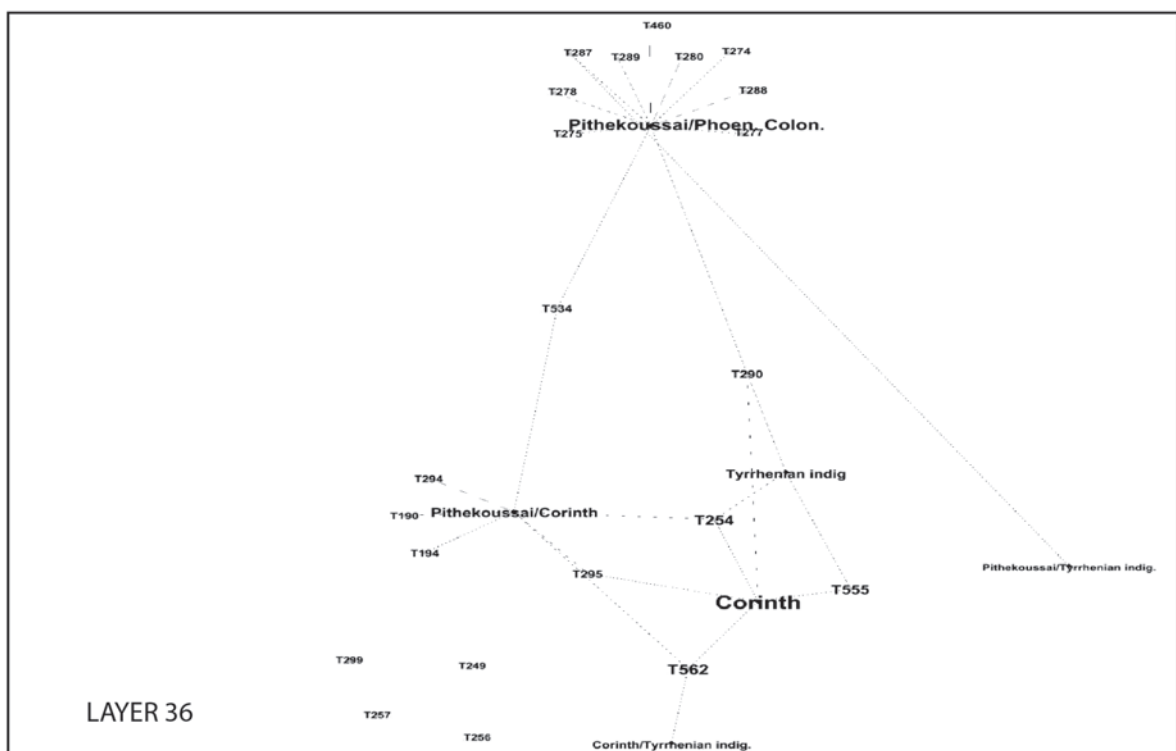 T460
T287
T289
T280
T274
T278
T288
Pithekoussai/Phoen. Colon.
T275
T277
T534
T290
T294
Tyrrhenian indig
Pithekoussai/Corinth
T190
T254
T194
Pithekoussai/Tyrrhenian indig.
T295
T555
Corinth
T299
T249
T562
LAYER 36
T257
T256
Corinth/Tyrrhenian indig.